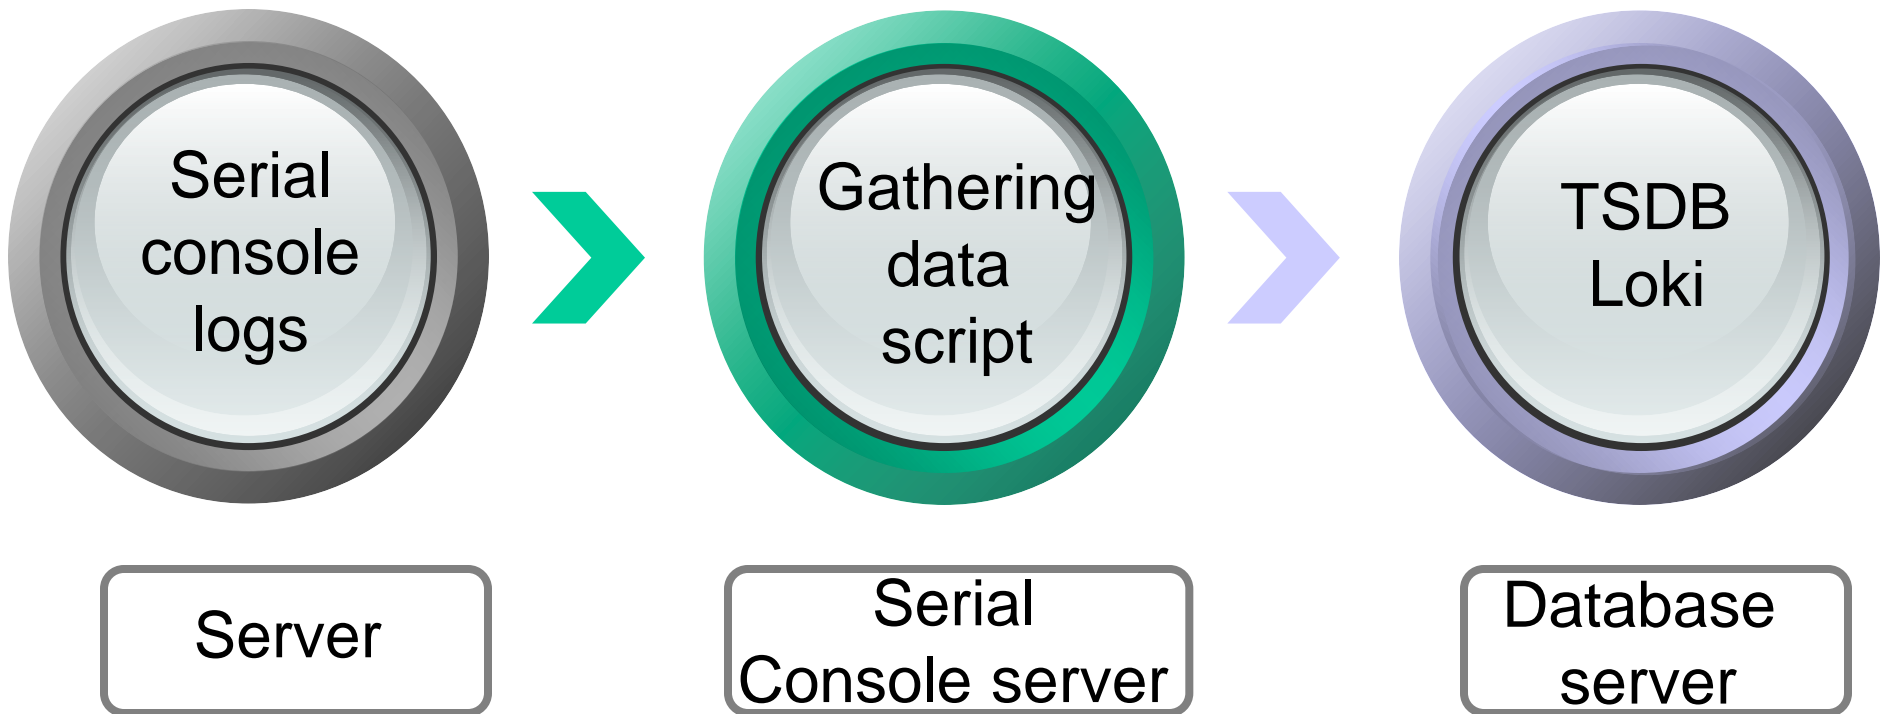 Serial
console
logs
Gathering
data
script
TSDB
Loki
Server
Serial
Console server
Database
server